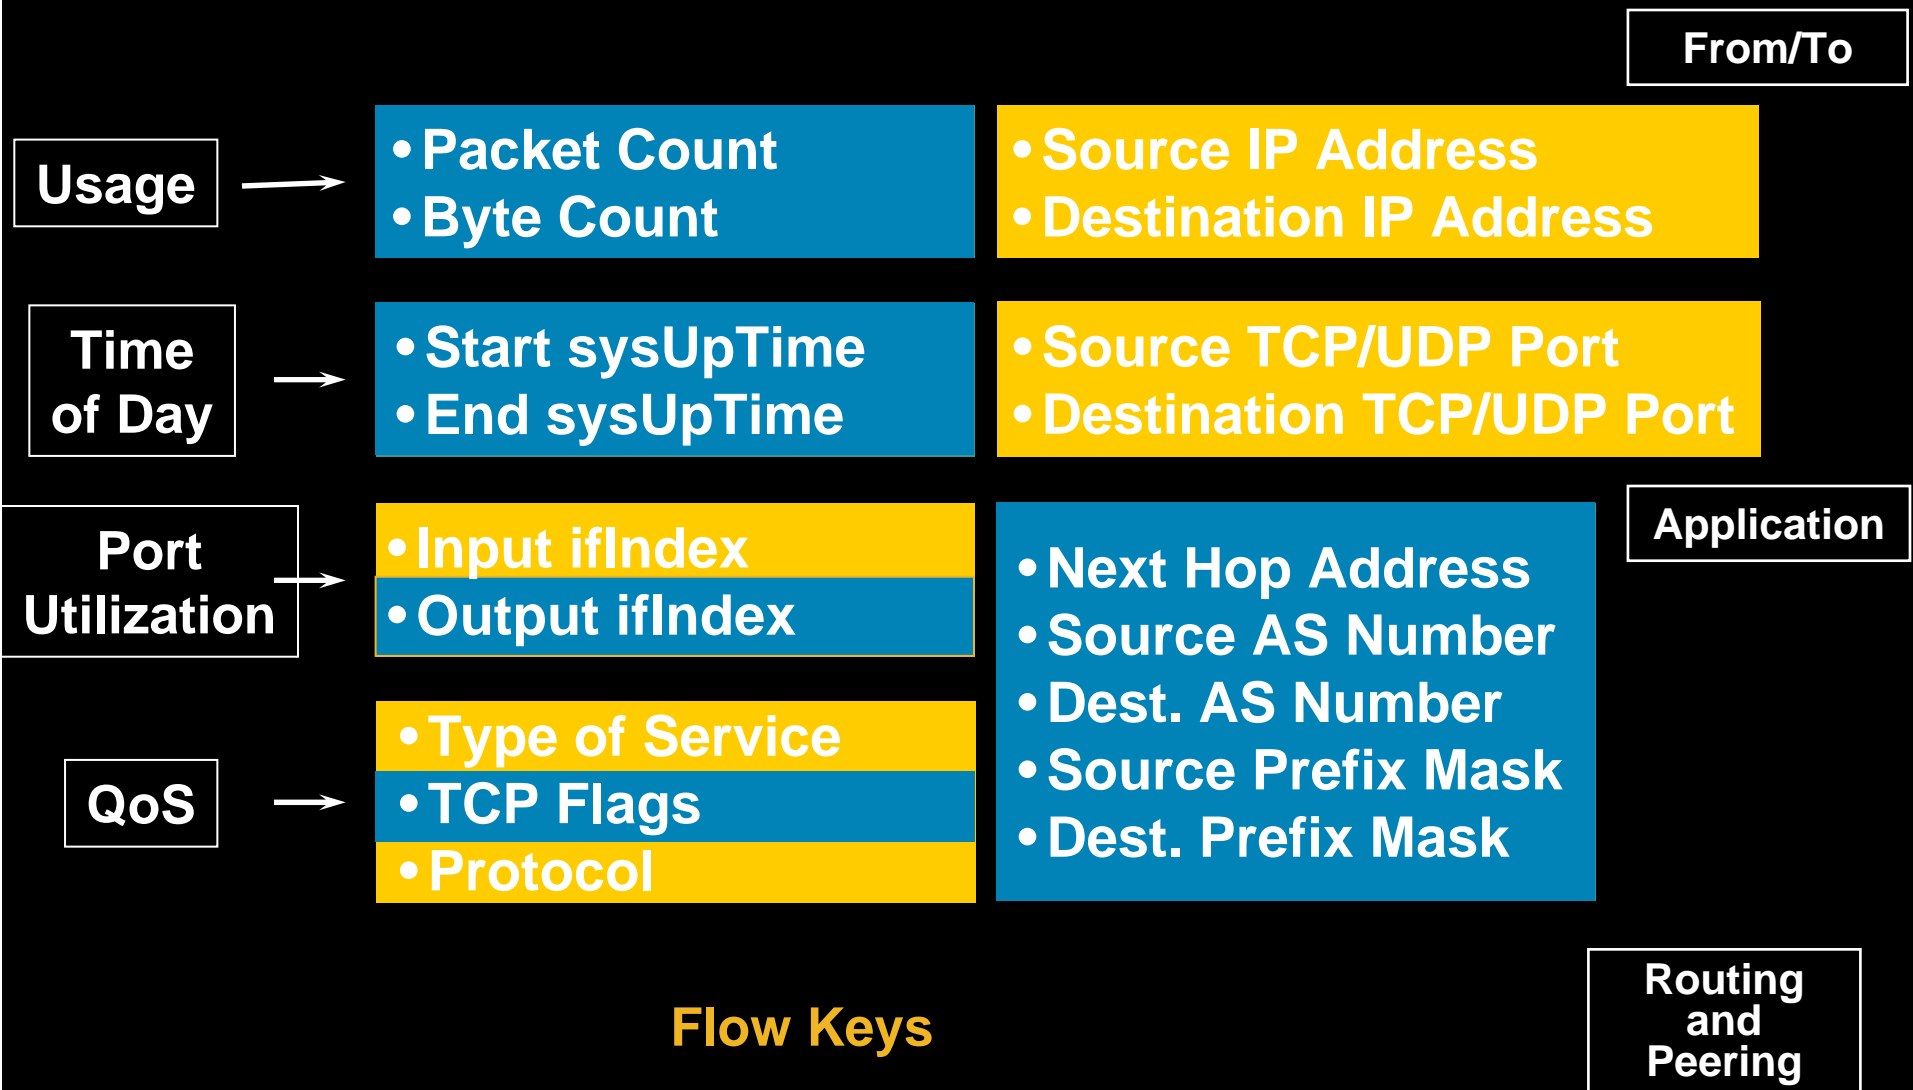 From/To
Usage
• Packet Count
• Byte Count
• Source IP Address
• Destination IP Address
Time
of Day
• Start sysUpTime
• End sysUpTime
• Source TCP/UDP Port
• Destination TCP/UDP Port
Port
Utilization
• Input ifIndex
• Output ifIndex
Application
• Next Hop Address
• Source AS Number
• Dest. AS Number
• Source Prefix Mask
• Dest. Prefix Mask
QoS
• Type of Service
• TCP Flags
• Protocol
Routing
and
Peering
Flow Keys